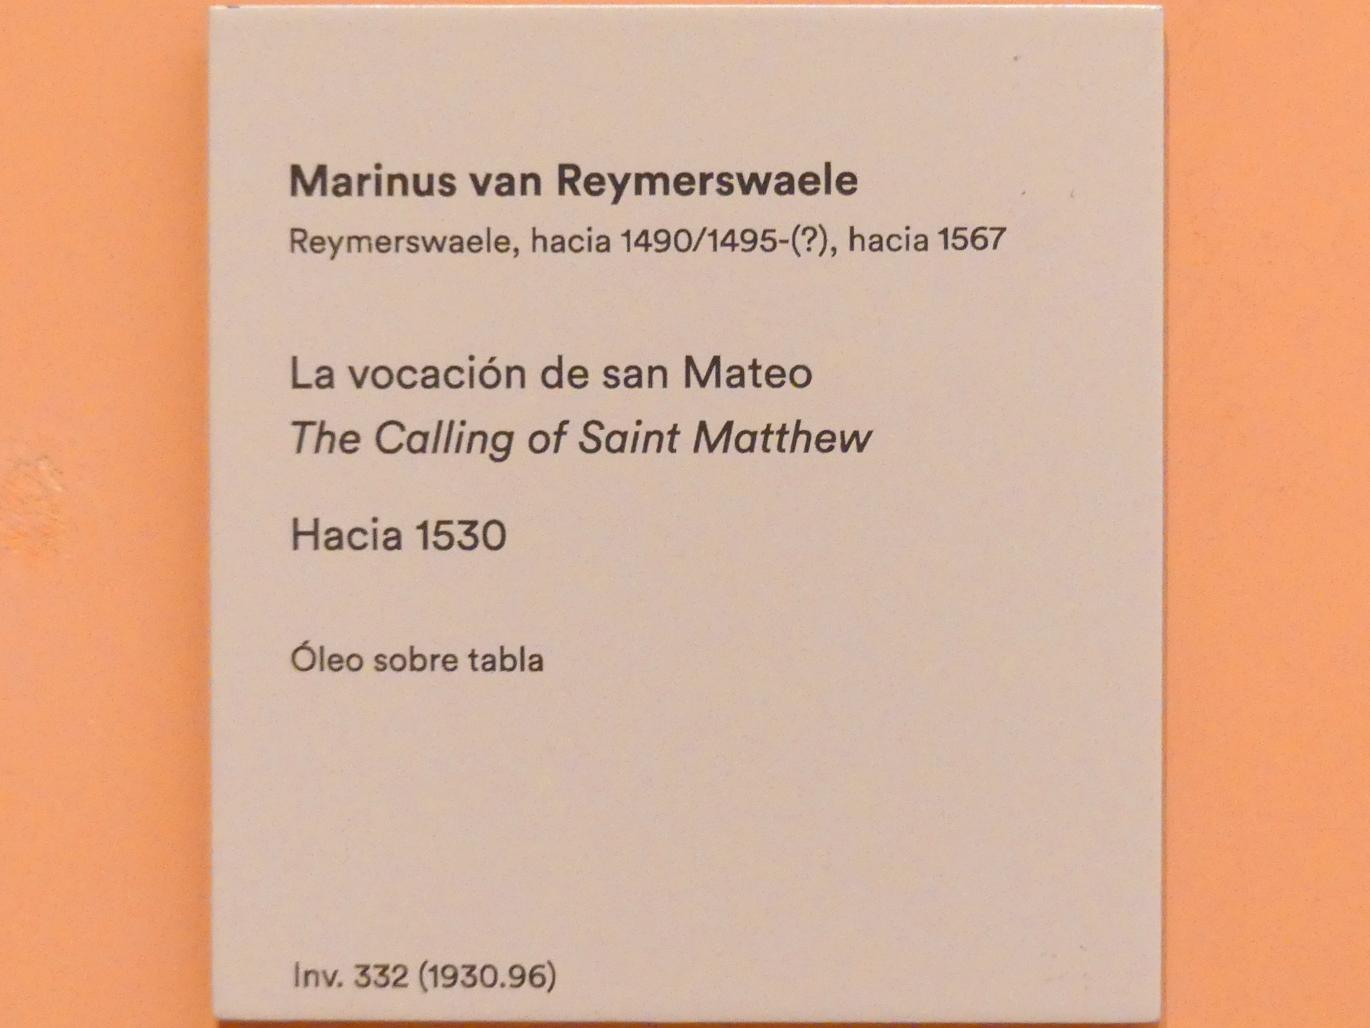 Marinus van Reymerswaele
Reymerswaele, hacia 1490/1495-(?), hacia 1567
La vocación de san Mateo
The Calling of Saint Matthew
Hacia 1530
Óleo sobre tabla
Inv. 332 (1930.96)